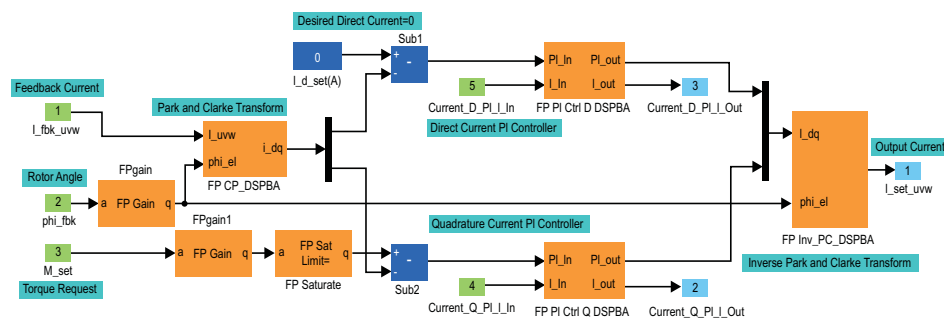 Desired Direct Current=0
Sub1
0
I_d_set(A)
+
-
-
PI_In
PI_out
I_In
I_out
FP PI Ctrl D DSPBA
5
Current_D_PI_I_In
3
Current_D_PI_I_Out
Direct Current PI Controller
Feedback Current
1
I_fbk_uvw
Park and Clarke Transform
I_uvw
phi_el
i_dq
FP CP_DSPBA
I_dq
phi_el
FP Inv_PC_DSPBA
Inverse Park and Clarke Transform
Output Current
1
I_set_uvw
Rotor Angle
2
phi_fbk
FPgain
a
FP Gain
q
FPgain1
3
M_set
Torque Request
a
FP Gain
q
a
FP Sat
Limit=
q
FP Saturate
+
-
-
Sub2
Quadrature Current PI Controller
PI_In
PI_out
I_In
I_out
FP PI Ctrl Q DSPBA
4
Current_Q_PI_I_In
2
Current_Q_PI_I_Out